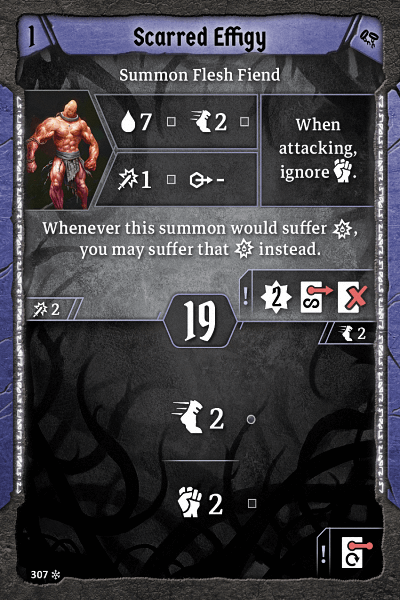 1 Scarred Effigy
Summon Flesh Fiend
7 2
1 -
When
attacking,
ignore .
Whenever this summon would suffer ,
you may suffer that instead.
! 2
2 19
2
2
2
!
307